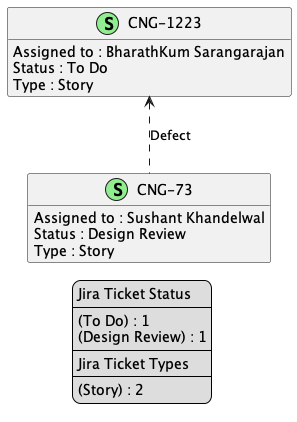 S CNG-1223
Assigned to : BharathKum Sarangarajan
Status : To Do
Type : Story
Defect
S CNG-73
Assigned to : Sushant Khandelwal
Status : Design Review
Type : Story
Jira Ticket Status
(To Do) : 1
(Design Review) : 1
Jira Ticket Types
(Story) : 2